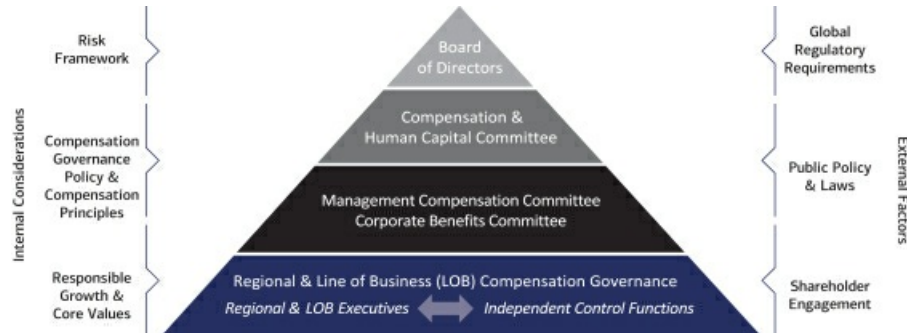 Risk
Framework
Board
of Directors
Global
Regulatory
Requirements
Internal Considerations
Compensation
Governance
Policy &
Compensation
Principles
Compensation &
Human Capital Committee
Management Compensation Committee
Corporate Benefits Committee
Public Policy
& Laws
External Factors
Responsible
Growth &
Core Values
Regional & Line of Business (LOB) Compensation Governance
Regional & LOB Executives
Independent Control Functions
Shareholder
Engagement